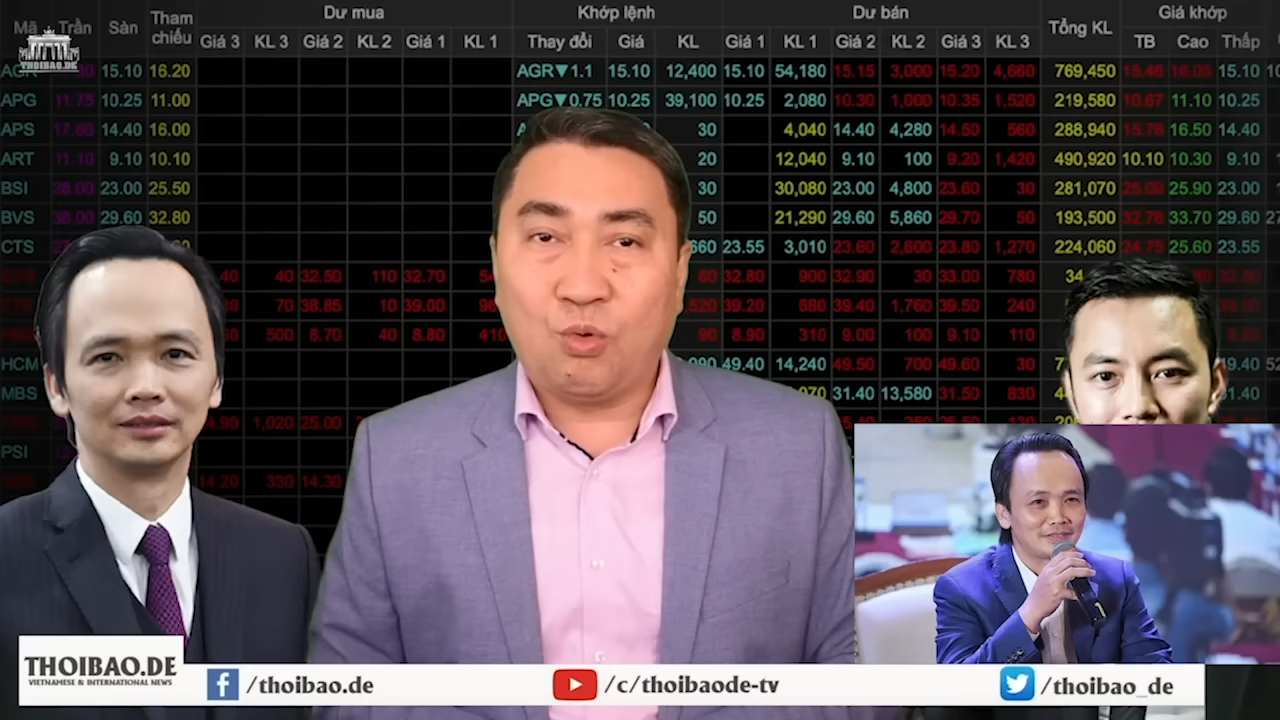 Mã Trần Sàn Tham chiếu Dư mua Khớp lệnh Dư bán Tổng KL Giá khớp
Giá 3 KL 3 Giá 2 KL 2 Giá 1 KL 1 Thay đổi Giá KL Giá 1 KL 1 Giá 2 KL 2 Giá 3 KL 3 TB Cao Thấp
THOIBAO.DE
AGR 15.10 16.20 AGR▼1.1 15.10 12,400 15.10 54,180 15.15 3,000 15.20 4,660 769,450 15.46 16.05 15.10
APG 11.75 10.25 11.00 APG▼0.75 10.25 39,100 10.25 2,080 10.30 1,000 10.35 1,520 219,580 10.67 11.10 10.25
APS 17.60 14.40 16.00 30 4,040 14.40 4,280 14.50 560 288,940 15.76 16.50 14.40
ART 11.10 9.10 10.10 20 12,040 9.10 100 9.20 1,420 490,920 10.10 10.30 9.10
BSI 28.00 23.00 25.50 30 30,080 23.00 4,800 23.60 30 281,070 25.09 25.90 23.00
BVS 36.00 29.60 32.80 50 21,290 29.60 5,860 29.70 50 193,500 32.76 33.70 29.60
CTS 660 23.55 3,010 23.60 2,600 23.80 1,270 224,060 24.75 25.60 23.55
40 32.50 110 32.70 60 32.80 900 32.90 30 33.00 780
70 38.85 10 39.00 520 39.20 680 39.40 1,760 39.50 240
500 8.70 40 8.80 410 90 8.90 310 9.00 100 9.10 110
HCM 990 49.40 14,240 49.50 700 49.60 30
MBS 31.40 13,580 31.50 830 31.40
1,020 25.00
PSI
14.20 330 14.30
THOIBAO.DE
VIETNAMESE & INTERNATIONAL NEWS
/thoibao.de
/c/thoibaode-tv
/thoibao_de